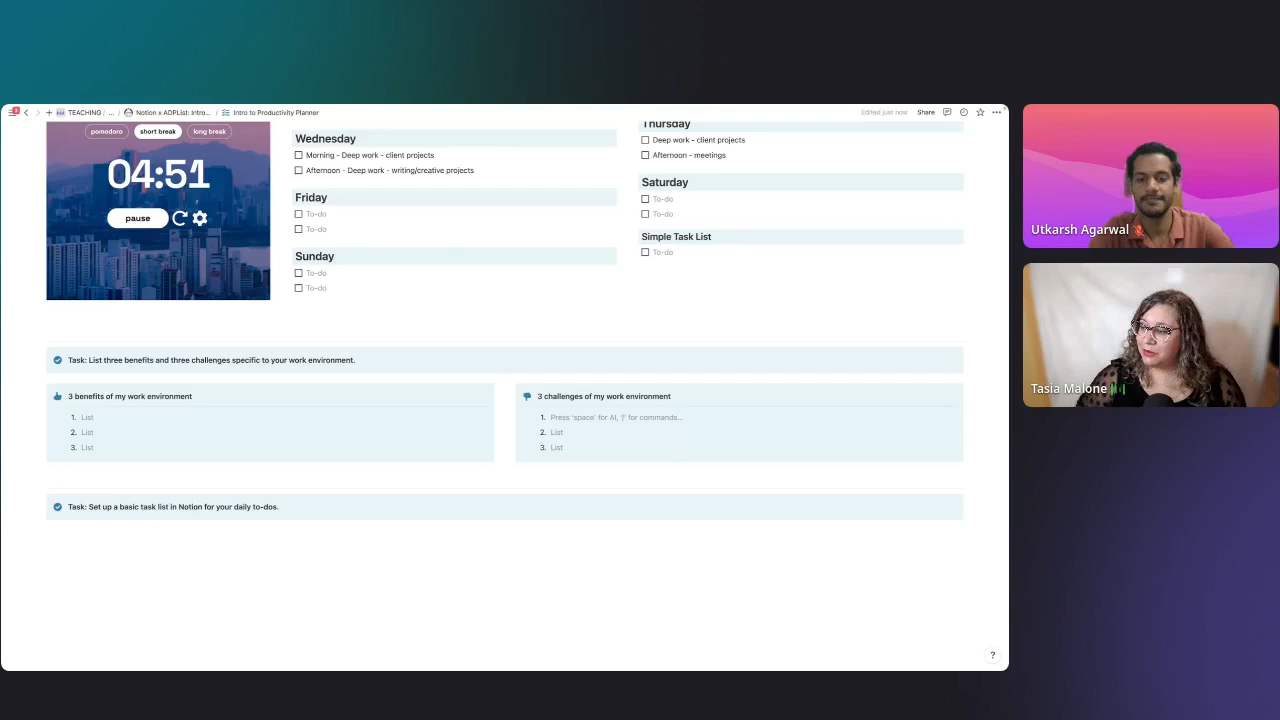 TEACHING / ... / Notion x ADPList: Intro... / Intro to Productivity Planner
Edited just now Share
pomodoro short break long break
04:51
pause
Wednesday
Morning - Deep work - client projects
Afternoon - Deep work - writing/creative projects
Friday
To-do
To-do
Sunday
To-do
To-do
Thursday
Deep work - client projects
Afternoon - meetings
Saturday
To-do
To-do
Simple Task List
To-do
Task: List three benefits and three challenges specific to your work environment.
3 benefits of my work environment
1. List
2. List
3. List
3 challenges of my work environment
1. Press 'space' for AI, '/' for commands...
2. List
3. List
Task: Set up a basic task list in Notion for your daily to-dos.
?
Utkarsh Agarwal
Tasia Malone